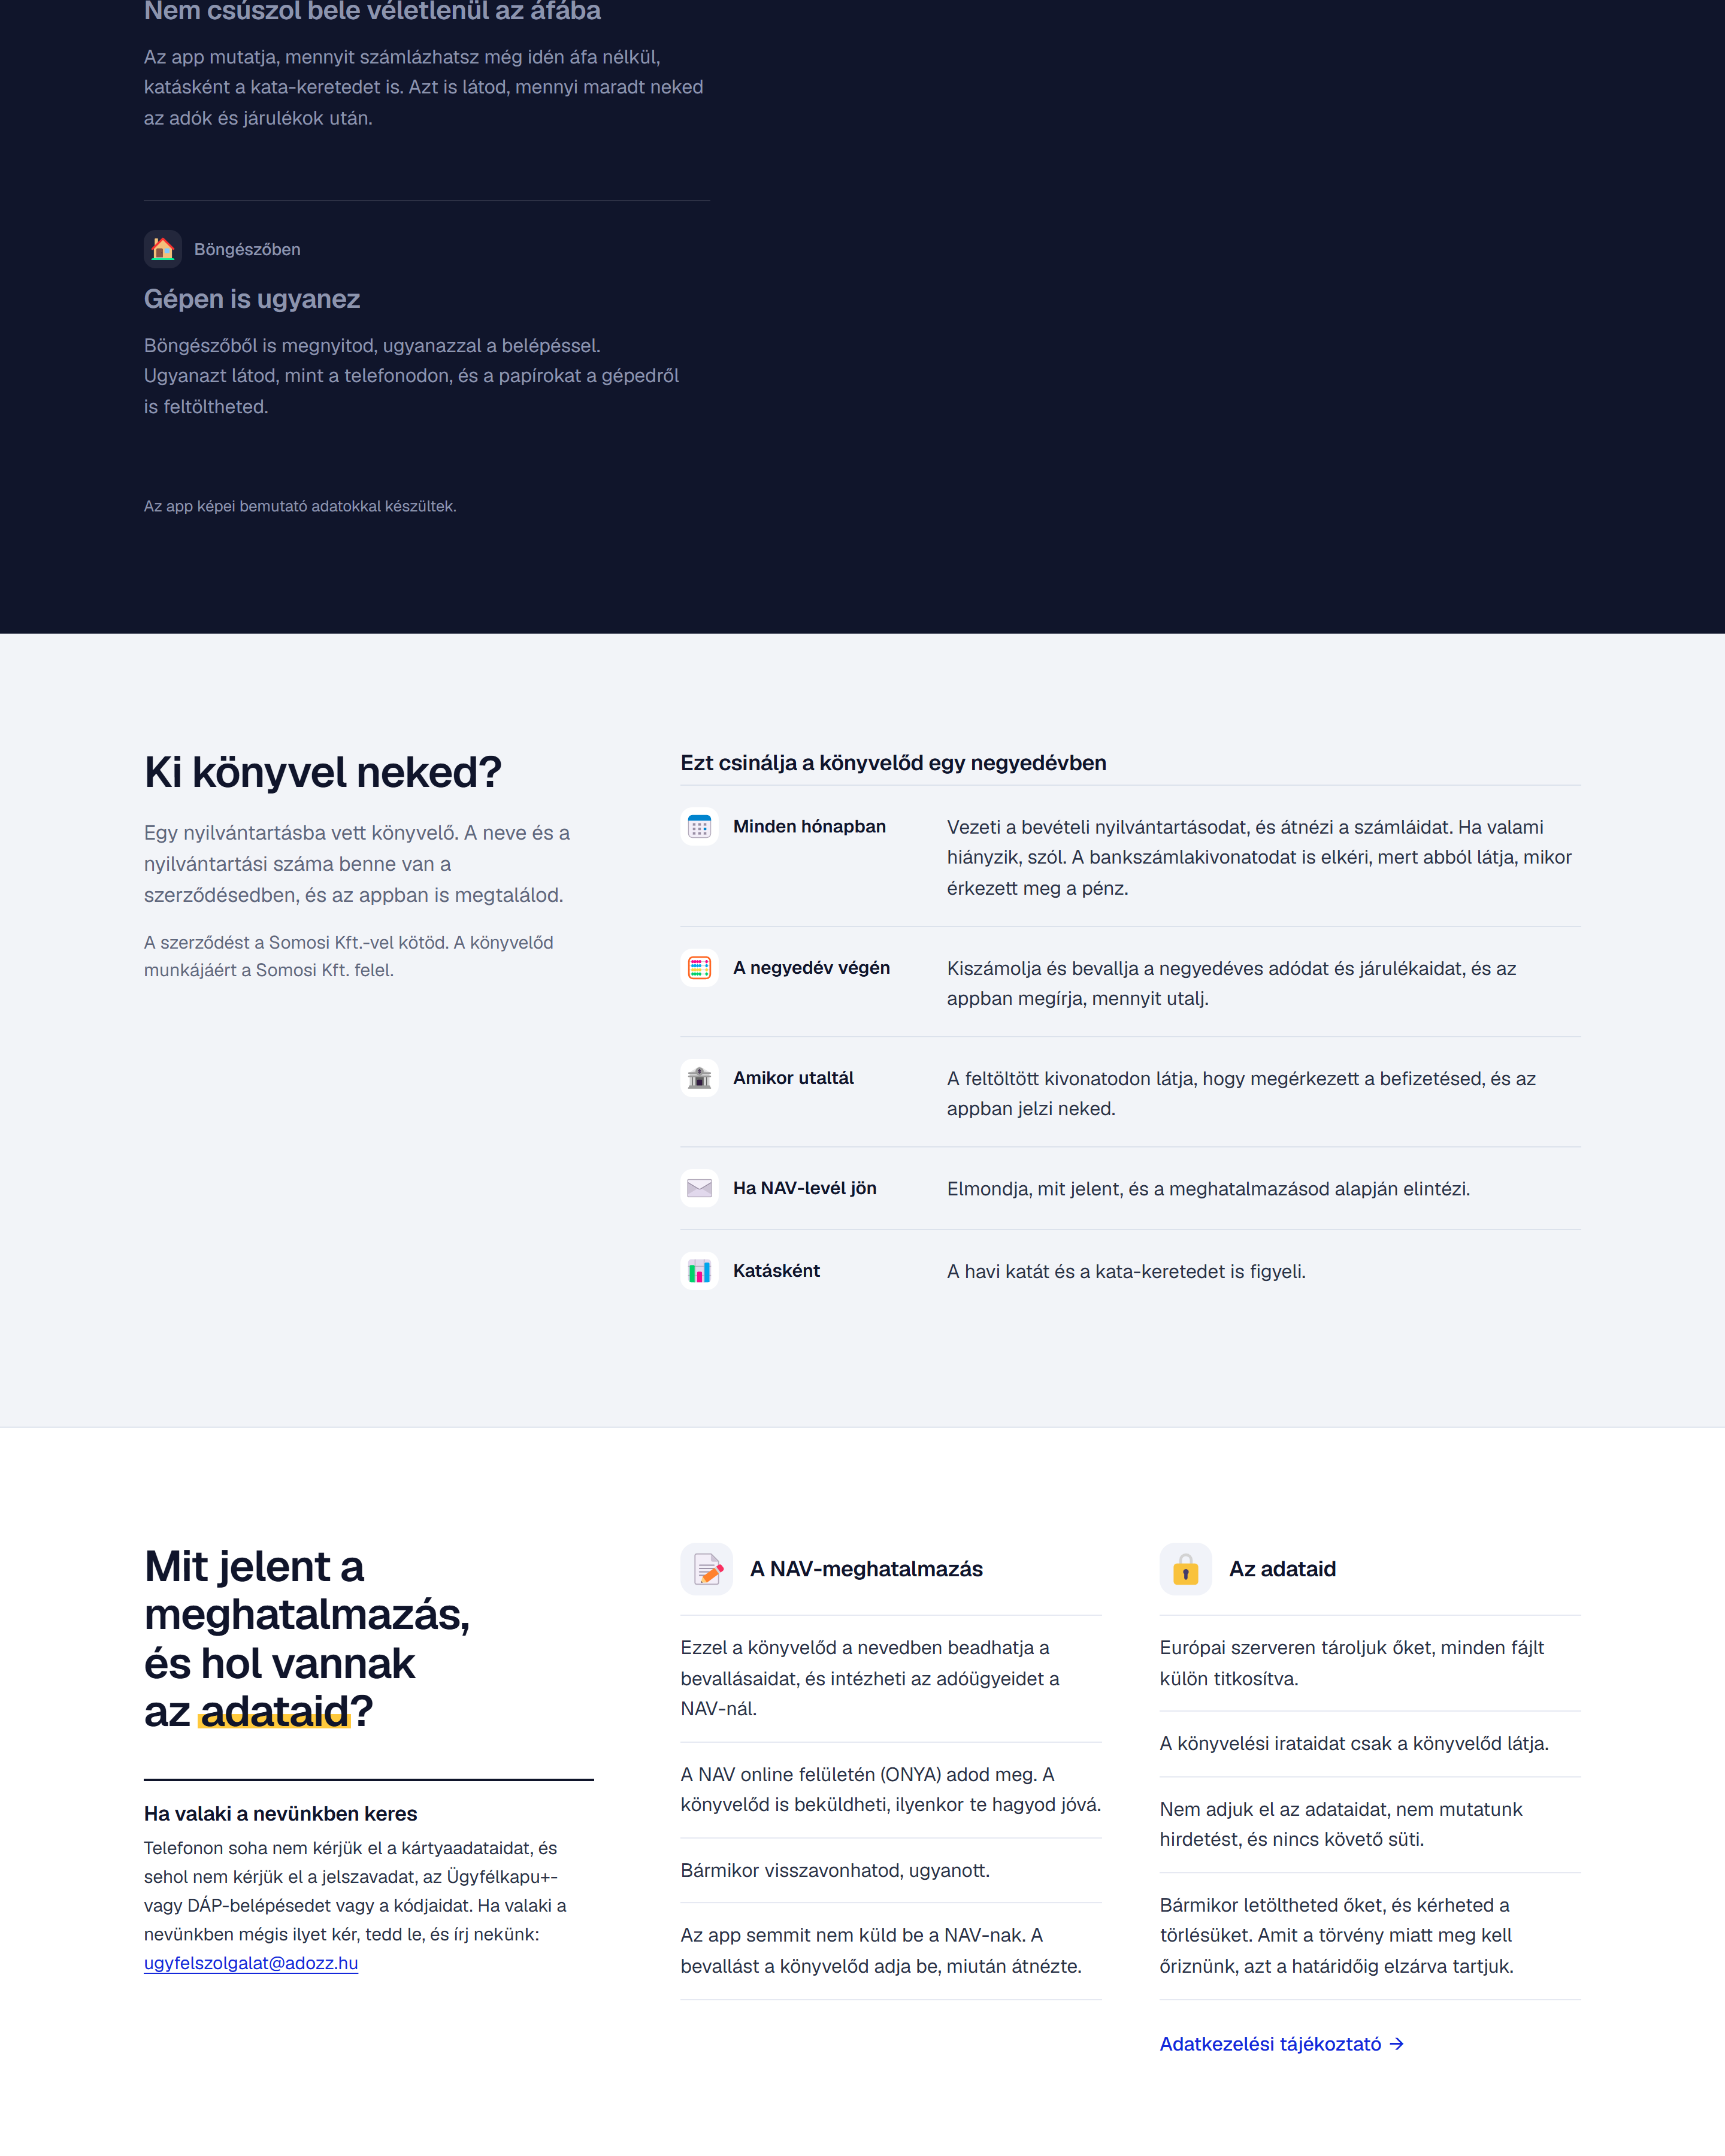 Nem csúszol bele véletlenül az áfába
Az app mutatja, mennyit számlázhatsz még idén áfa nélkül,
katásként a kata-keretedet is. Azt is látod, mennyi maradt neked
az adók és járulékok után.
Böngészőben
Gépen is ugyanez
Böngészőből is megnyitod, ugyanazzal a belépéssel.
Ugyanazt látod, mint a telefonodon, és a papírokat a gépedről
is feltöltheted.
Az app képei bemutató adatokkal készültek.
Ki könyvel neked?
Egy nyilvántartásba vett könyvelő. A neve és a
nyilvántartási száma benne van a
szerződésedben, és az appban is megtalálod.
A szerződést a Somosi Kft.-vel kötöd. A könyvelőd
munkájáért a Somosi Kft. felel.
Ezt csinálja a könyvelőd egy negyedévben
Minden hónapban
Vezeti a bevételi nyilvántartásodat, és átnézi a számláidat. Ha valami
hiányzik, szól. A bankszámlakivonatodat is elkéri, mert abból látja, mikor
érkezett meg a pénz.
A negyedév végén
Kiszámolja és bevallja a negyedéves adódat és járulékaidat, és az
appban megírja, mennyit utalj.
Amikor utaltál
A feltöltött kivonatodon látja, hogy megérkezett a befizetésed, és az
appban jelzi neked.
Ha NAV-levél jön
Elmondja, mit jelent, és a meghatalmazásod alapján elintézi.
Katásként
A havi katát és a kata-keretedet is figyeli.
Mit jelent a
meghatalmazás,
és hol vannak
az adataid?
Ha valaki a nevünkben keres
Telefonon soha nem kérjük el a kártyaadataidat, és
sehol nem kérjük el a jelszavadat, az Ügyfélkapu+-
vagy DÁP-belépésedet vagy a kódjaidat. Ha valaki a
nevünkben mégis ilyet kér, tedd le, és írj nekünk:
ugyfelszolgalat@adozz.hu
A NAV-meghatalmazás
Ezzel a könyvelőd a nevedben beadhatja a
bevallásaidat, és intézheti az adóügyeidet a
NAV-nál.
A NAV online felületén (ONYA) adod meg. A
könyvelőd is beküldheti, ilyenkor te hagyod jóvá.
Bármikor visszavonhatod, ugyanott.
Az app semmit nem küld be a NAV-nak. A
bevallást a könyvelőd adja be, miután átnézte.
Az adataid
Európai szerveren tároljuk őket, minden fájlt
külön titkosítva.
A könyvelési irataidat csak a könyvelőd látja.
Nem adjuk el az adataidat, nem mutatunk
hirdetést, és nincs követő süti.
Bármikor letöltheted őket, és kérheted a
törlésüket. Amit a törvény miatt meg kell
őriznünk, azt a határidőig elzárva tartjuk.
Adatkezelési tájékoztató →